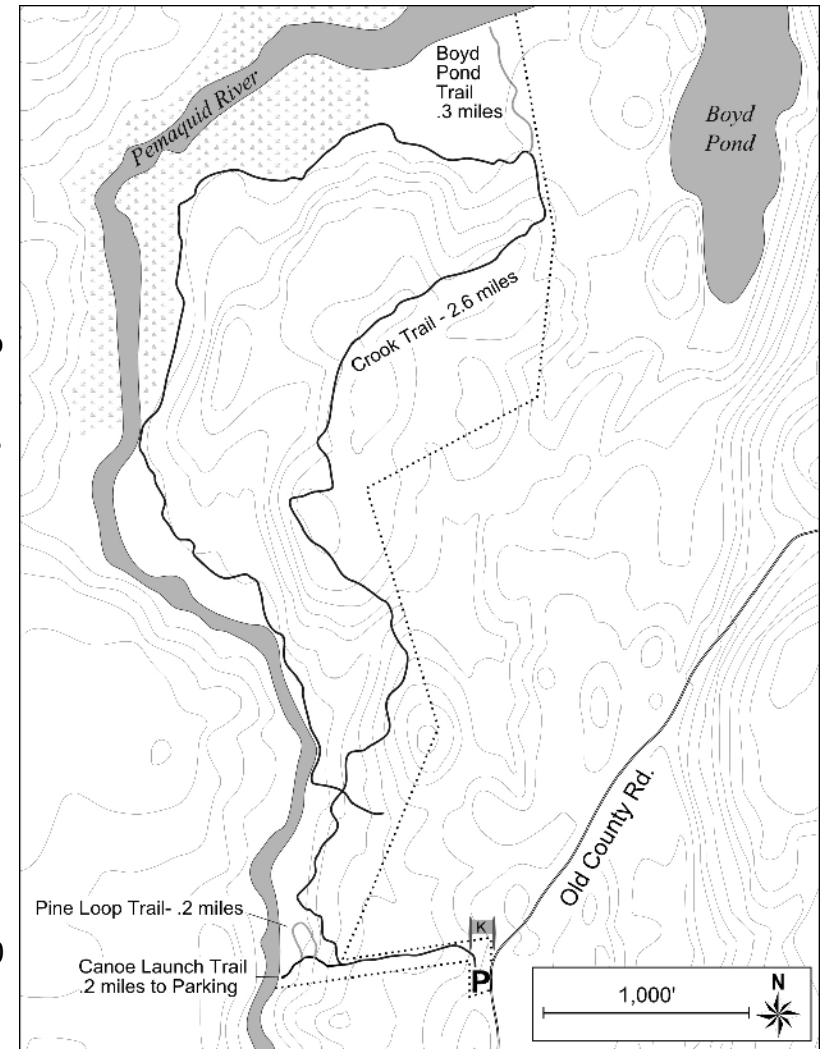 Boyd
Pond
Trail
.3 miles
Pemaquid River
Boyd
Pond
Crook Trail - 2.6 miles
Old County Rd.
Pine Loop Trail- .2 miles
K
Canoe Launch Trail
.2 miles to Parking
P
1,000'
N